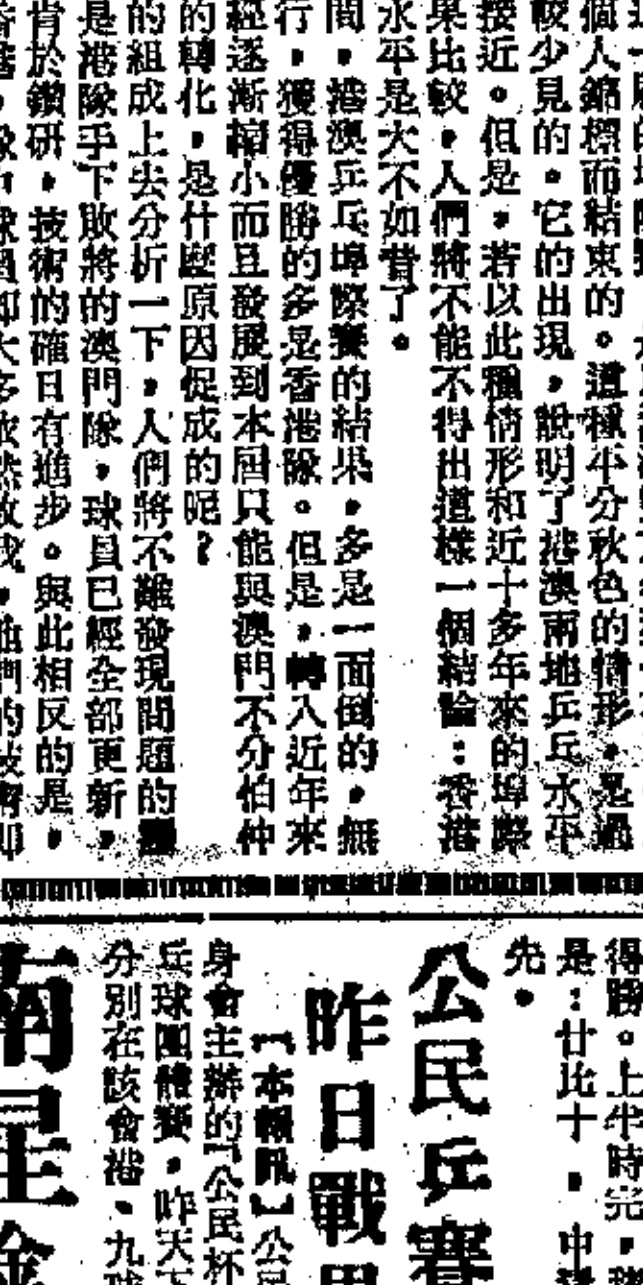 個人錦標而結束的。這種平分秋色的情形，是過
較少見的。它的出現，說明了港澳兩地乒乓水平
接近。但是，若以此種情形和近十多年來的埠際
果比較，人們將不能不得出這樣一個結論：香港
水平是大不如昔了。
間，港澳乒乓埠際賽的結果，多是一面倒的，無
行，獲得優勝的多是香港隊。但是，轉入近年來
經逐漸縮小而且發展到本屆只能與澳門不分伯仲
的轉化，是什麼原因促成的呢？
的組成上去分析一下，人們將不難發現問題的
是港隊手下敗將的澳門隊，球員已經全部更新，
肯於鑽研，技術的確日有進步。與此相反的是，
得勝。上半時完，
是：廿比十，中
先。
公民乒賽
昨日戰
【本報訊】公民
身會主辦的「公民杯
乒球團體賽，昨天下
分別在該會港、九
南星